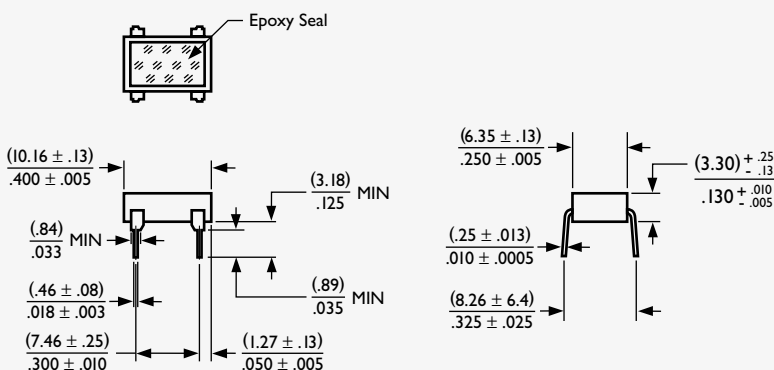 Epoxy Seal
(10.16 ± .13)
.400 ± .005
(3.18) MIN
.125
(.84) MIN
.033
(.46 ± .08)
.018 ± .003
(.89) MIN
.035
(7.46 ± .25)
.300 ± .010
(1.27 ± .13)
.050 ± .005
(6.35 ± .13)
.250 ± .005
(3.30) + .25 - .13
.130 + .010 - .005
(.25 ± .013)
.010 ± .0005
(8.26 ± 6.4)
.325 ± .025